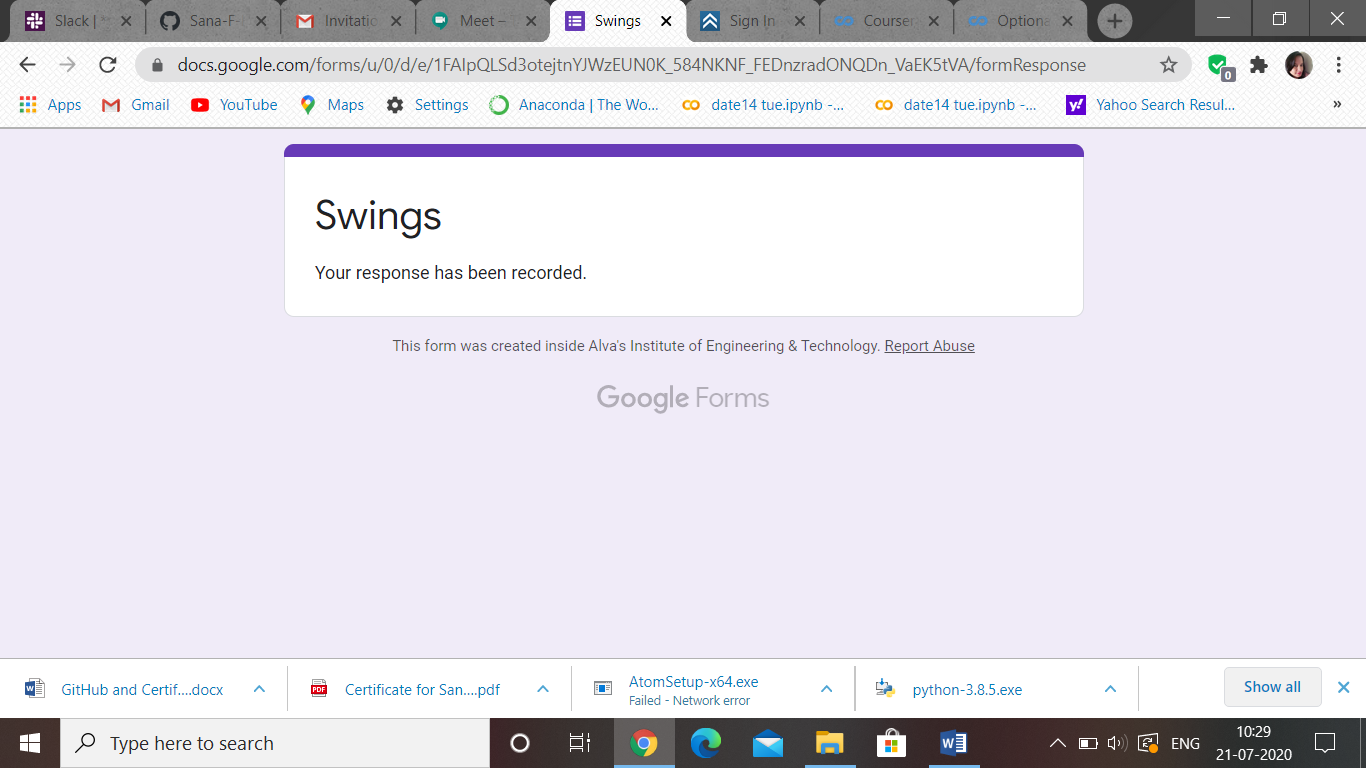 Slack |
Sana-F-
Invitatio
Meet –
Swings
Sign In
Courser
Optiona
docs.google.com/forms/u/0/d/e/1FAIpQLSd3otejtnYJWzEUN0K_584NKNF_FEDnzradONQDn_VaEK5tVA/formResponse
0
Apps
Gmail
YouTube
Maps
Settings
Anaconda | The Wo...
date14 tue.ipynb -...
date14 tue.ipynb -...
Yahoo Search Resul...
»
Swings
Your response has been recorded.
This form was created inside Alva's Institute of Engineering & Technology. Report Abuse
Google Forms
GitHub and Certif....docx
Certificate for San....pdf
AtomSetup-x64.exe
Failed - Network error
python-3.8.5.exe
Show all
Type here to search
ENG
10:29
21-07-2020